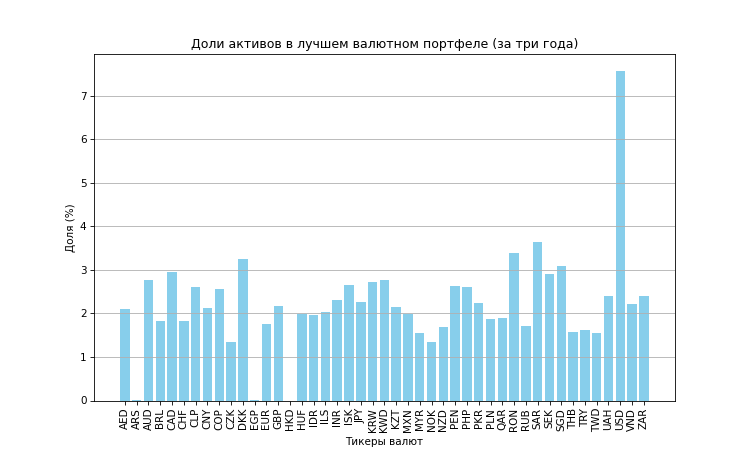 Доли активов в лучшем валютном портфеле (за три года)
Доля (%)
7
6
5
4
3
2
1
0
AED ARS AUD BRL CAD CHF CLP CNY COP CZK DKK EGP EUR GBP HKD HUF IDR ILS INR ISK JPY KRW KWD KZT MXN MYR NOK NZD PEN PHP PKR PLN QAR RON RUB SAR SEK SGD THB TRY TWD UAH USD VND ZAR
Тикеры валют